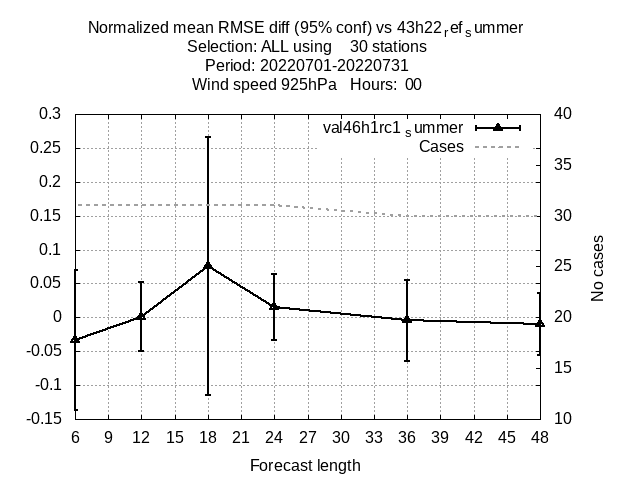 Normalized mean RMSE diff (95% conf) vs 43h22refsummer
Selection: ALL using 30 stations
Period: 20220701-20220731
Wind speed 925hPa Hours: 00
val46h1rc1summer
Cases
0.3
0.25
0.2
0.15
0.1
0.05
0
-0.05
-0.1
-0.15
40
35
30
25
20
15
10
No cases
6 9 12 15 18 21 24 27 30 33 36 39 42 45 48
Forecast length